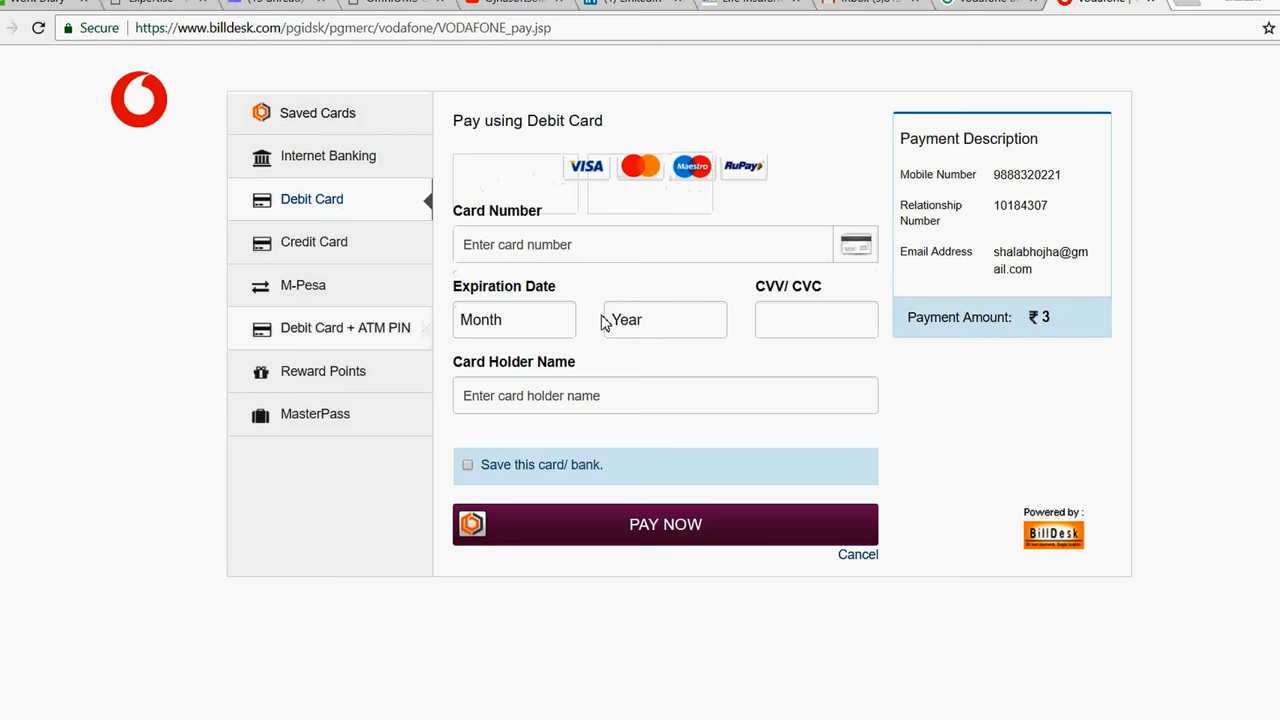 Secure https://www.billdesk.com/pgidsk/pgmerc/vodafone/VODAFONE_pay.jsp
Saved Cards
Internet Banking
Debit Card
Credit Card
M-Pesa
Debit Card + ATM PIN
Reward Points
MasterPass
Pay using Debit Card
VISA Maestro RuPay
Card Number
Enter card number
Expiration Date CVV/ CVC
Month Year
Card Holder Name
Enter card holder name
Save this card/ bank.
PAY NOW
Cancel
Payment Description
Mobile Number 9888320221
Relationship 10184307
Number
Email Address shalabhojha@gm
ail.com
Payment Amount: ₹ 3
Powered by :
BillDesk